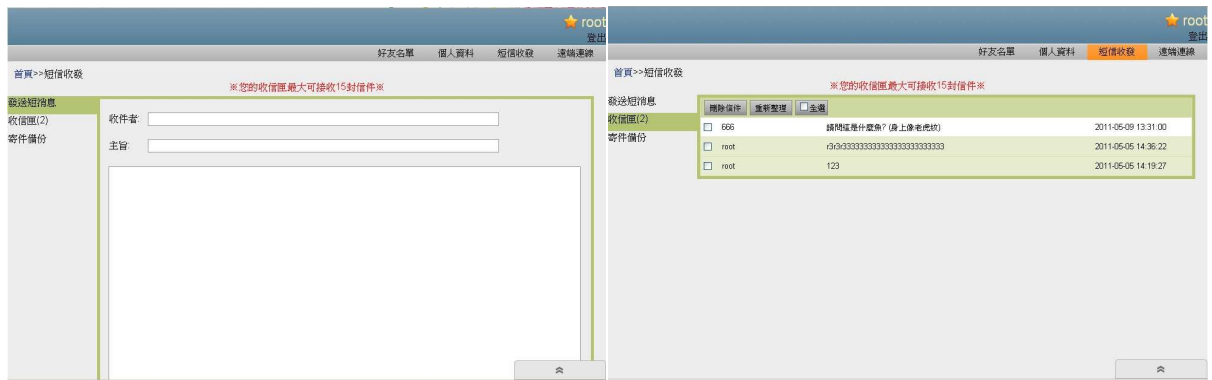 root
登出
好友名單 個人資料 短信收發 遠端連線
首頁>>短信收發
※您的收信匣最大可接收15封信件※
發送短消息
收信匣(2)
寄件備份
收件者:
主旨:
root
登出
好友名單 個人資料 短信收發 遠端連線
首頁>>短信收發
※您的收信匣最大可接收15封信件※
發送短消息
收信匣(2)
寄件備份
刪除信件 重新整理 全選
666 請問這是什麼魚? (身上像老虎紋) 2011-05-09 13:31:00
root 2011-05-05 14:36:22
root 123 2011-05-05 14:19:27